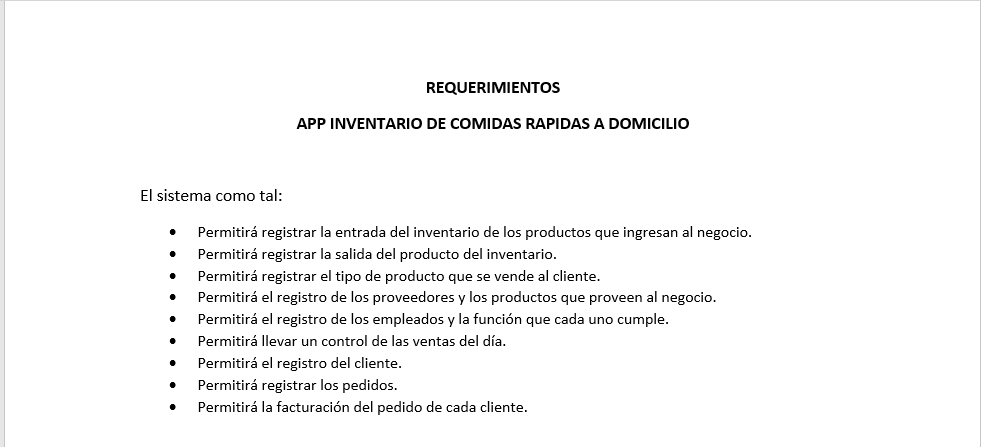 REQUERIMIENTOS
APP INVENTARIO DE COMIDAS RAPIDAS A DOMICILIO
El sistema como tal:
• Permitirá registrar la entrada del inventario de los productos que ingresan al negocio.
• Permitirá registrar la salida del producto del inventario.
• Permitirá registrar el tipo de producto que se vende al cliente.
• Permitirá el registro de los proveedores y los productos que proveen al negocio.
• Permitirá el registro de los empleados y la función que cada uno cumple.
• Permitirá llevar un control de las ventas del día.
• Permitirá el registro del cliente.
• Permitirá registrar los pedidos.
• Permitirá la facturación del pedido de cada cliente.